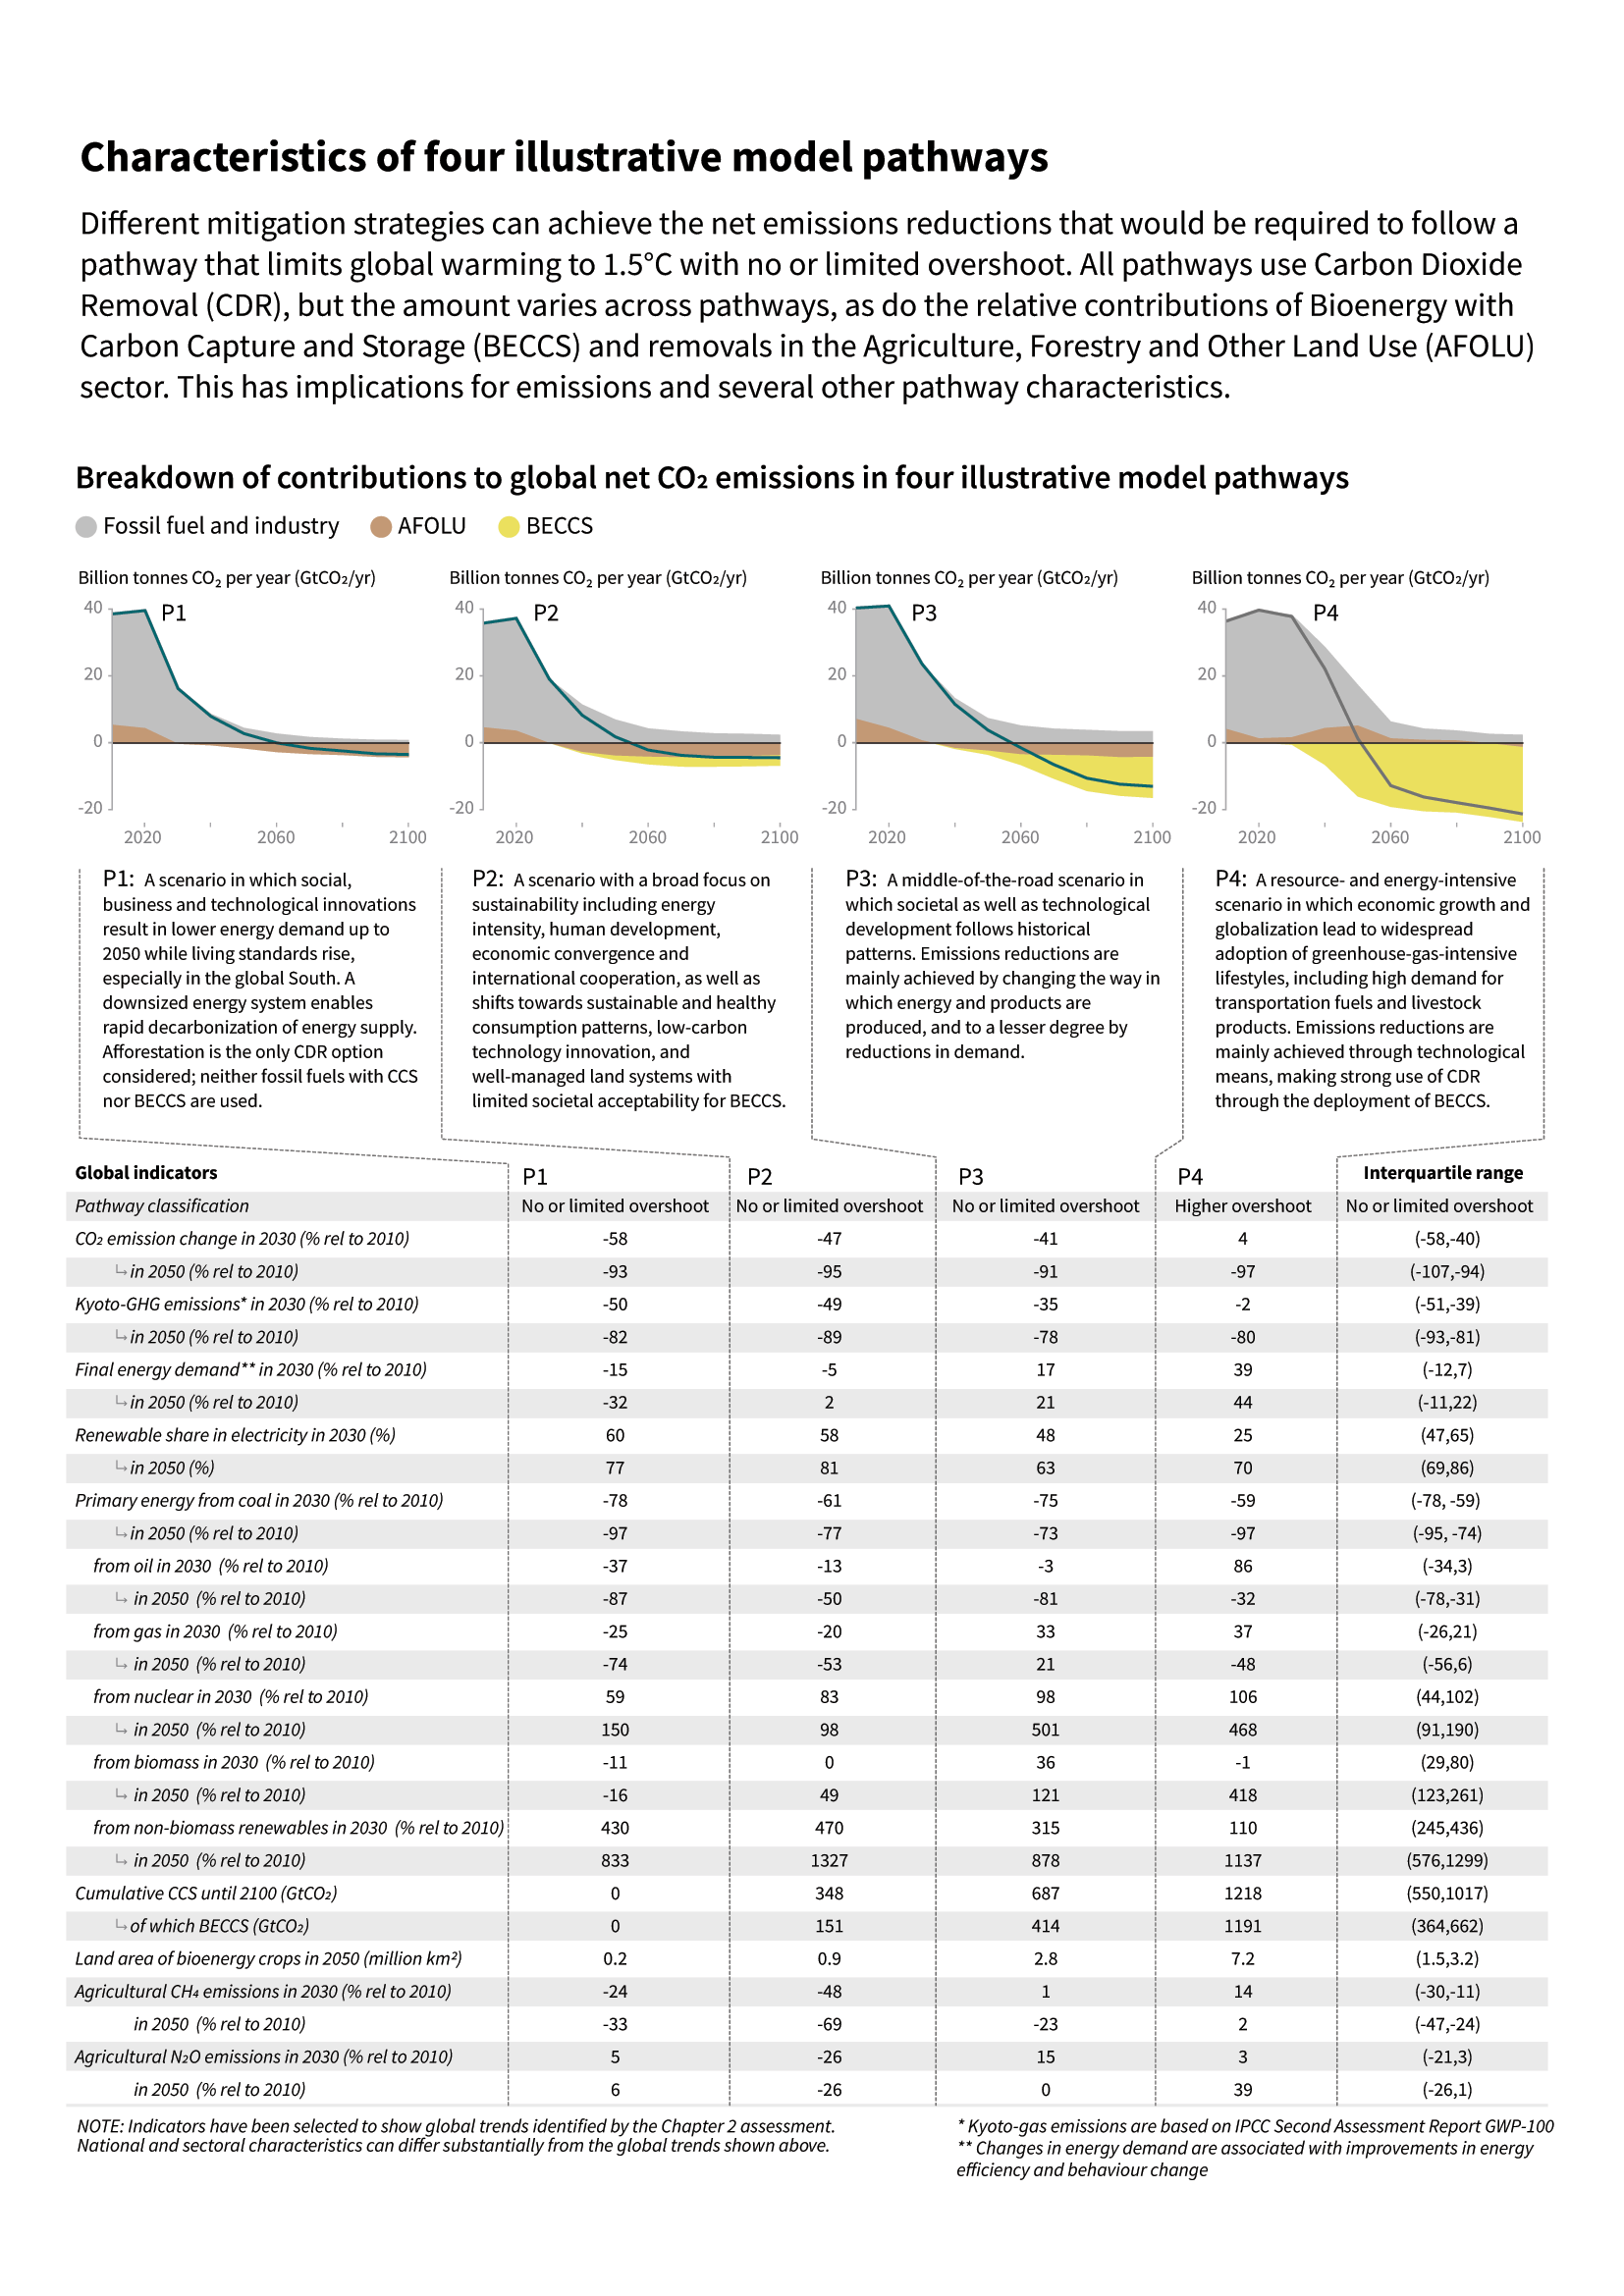 Characteristics of four illustrative model pathways
Different mitigation strategies can achieve the net emissions reductions that would be required to follow a
pathway that limits global warming to 1.5°C with no or limited overshoot. All pathways use Carbon Dioxide
Removal (CDR), but the amount varies across pathways, as do the relative contributions of Bioenergy with
Carbon Capture and Storage (BECCS) and removals in the Agriculture, Forestry and Other Land Use (AFOLU)
sector. This has implications for emissions and several other pathway characteristics.
Breakdown of contributions to global net CO₂ emissions in four illustrative model pathways
Fossil fuel and industry AFOLU BECCS
Billion tonnes CO₂ per year (GtCO₂/yr)
P1
40
20
0
-20
2020 2060 2100
Billion tonnes CO₂ per year (GtCO₂/yr)
P2
40
20
0
-20
2020 2060 2100
Billion tonnes CO₂ per year (GtCO₂/yr)
P3
40
20
0
-20
2020 2060 2100
Billion tonnes CO₂ per year (GtCO₂/yr)
P4
40
20
0
-20
2020 2060 2100
P1: A scenario in which social,
business and technological innovations
result in lower energy demand up to
2050 while living standards rise,
especially in the global South. A
downsized energy system enables
rapid decarbonization of energy supply.
Afforestation is the only CDR option
considered; neither fossil fuels with CCS
nor BECCS are used.
P2: A scenario with a broad focus on
sustainability including energy
intensity, human development,
economic convergence and
international cooperation, as well as
shifts towards sustainable and healthy
consumption patterns, low-carbon
technology innovation, and
well-managed land systems with
limited societal acceptability for BECCS.
P3: A middle-of-the-road scenario in
which societal as well as technological
development follows historical
patterns. Emissions reductions are
mainly achieved by changing the way in
which energy and products are
produced, and to a lesser degree by
reductions in demand.
P4: A resource- and energy-intensive
scenario in which economic growth and
globalization lead to widespread
adoption of greenhouse-gas-intensive
lifestyles, including high demand for
transportation fuels and livestock
products. Emissions reductions are
mainly achieved through technological
means, making strong use of CDR
through the deployment of BECCS.
Global indicators P1 P2 P3 P4 Interquartile range
Pathway classification No or limited overshoot No or limited overshoot No or limited overshoot Higher overshoot No or limited overshoot
CO₂ emission change in 2030 (% rel to 2010) -58 -47 -41 4 (-58,-40)
↳ in 2050 (% rel to 2010) -93 -95 -91 -97 (-107,-94)
Kyoto-GHG emissions* in 2030 (% rel to 2010) -50 -49 -35 -2 (-51,-39)
↳ in 2050 (% rel to 2010) -82 -89 -78 -80 (-93,-81)
Final energy demand** in 2030 (% rel to 2010) -15 -5 17 39 (-12,7)
↳ in 2050 (% rel to 2010) -32 2 21 44 (-11,22)
Renewable share in electricity in 2030 (%) 60 58 48 25 (47,65)
↳ in 2050 (%) 77 81 63 70 (69,86)
Primary energy from coal in 2030 (% rel to 2010) -78 -61 -75 -59 (-78, -59)
↳ in 2050 (% rel to 2010) -97 -77 -73 -97 (-95, -74)
from oil in 2030 (% rel to 2010) -37 -13 -3 86 (-34,3)
↳ in 2050 (% rel to 2010) -87 -50 -81 -32 (-78,-31)
from gas in 2030 (% rel to 2010) -25 -20 33 37 (-26,21)
↳ in 2050 (% rel to 2010) -74 -53 21 -48 (-56,6)
from nuclear in 2030 (% rel to 2010) 59 83 98 106 (44,102)
↳ in 2050 (% rel to 2010) 150 98 501 468 (91,190)
from biomass in 2030 (% rel to 2010) -11 0 36 -1 (29,80)
↳ in 2050 (% rel to 2010) -16 49 121 418 (123,261)
from non-biomass renewables in 2030 (% rel to 2010) 430 470 315 110 (245,436)
↳ in 2050 (% rel to 2010) 833 1327 878 1137 (576,1299)
Cumulative CCS until 2100 (GtCO₂) 0 348 687 1218 (550,1017)
↳ of which BECCS (GtCO₂) 0 151 414 1191 (364,662)
Land area of bioenergy crops in 2050 (million km²) 0.2 0.9 2.8 7.2 (1.5,3.2)
Agricultural CH₄ emissions in 2030 (% rel to 2010) -24 -48 1 14 (-30,-11)
in 2050 (% rel to 2010) -33 -69 -23 2 (-47,-24)
Agricultural N₂O emissions in 2030 (% rel to 2010) 5 -26 15 3 (-21,3)
in 2050 (% rel to 2010) 6 -26 0 39 (-26,1)
NOTE: Indicators have been selected to show global trends identified by the Chapter 2 assessment.
National and sectoral characteristics can differ substantially from the global trends shown above.
* Kyoto-gas emissions are based on IPCC Second Assessment Report GWP-100
** Changes in energy demand are associated with improvements in energy
efficiency and behaviour change